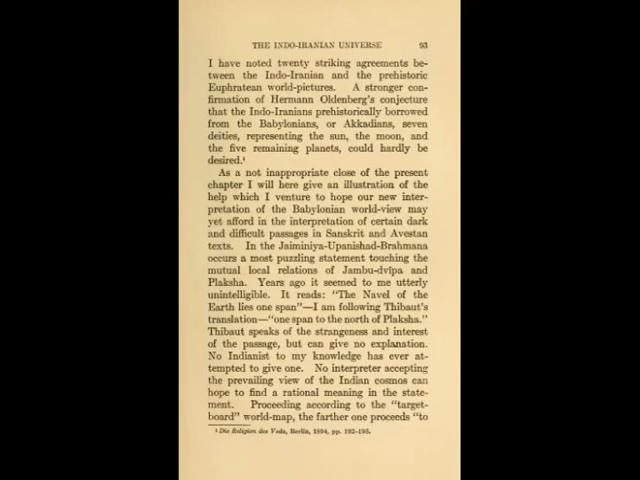 THE INDO-IRANIAN UNIVERSE 93
I have noted twenty striking agreements be-
tween the Indo-Iranian and the prehistoric
Euphratean world-pictures. A stronger con-
firmation of Hermann Oldenberg's conjecture
that the Indo-Iranians prehistorically borrowed
from the Babylonians, or Akkadians, seven
deities, representing the sun, the moon, and
the five remaining planets, could hardly be
desired.¹
As a not inappropriate close of the present
chapter I will here give an illustration of the
help which I venture to hope our new inter-
pretation of the Babylonian world-view may
yet afford in the interpretation of certain dark
and difficult passages in Sanskrit and Avestan
texts. In the Jaiminiya-Upanishad-Brahmana
occurs a most puzzling statement touching the
mutual local relations of Jambu-dvîpa and
Plaksha. Years ago it seemed to me utterly
unintelligible. It reads: "The Navel of the
Earth lies one span"—I am following Thibaut's
translation—"one span to the north of Plaksha."
Thibaut speaks of the strangeness and interest
of the passage, but can give no explanation.
No Indianist to my knowledge has ever at-
tempted to give one. No interpreter accepting
the prevailing view of the Indian cosmos can
hope to find a rational meaning in the state-
ment. Proceeding according to the "target-
board" world-map, the farther one proceeds "to
¹ Die Religion des Veda, Berlin, 1894, pp. 192-195.